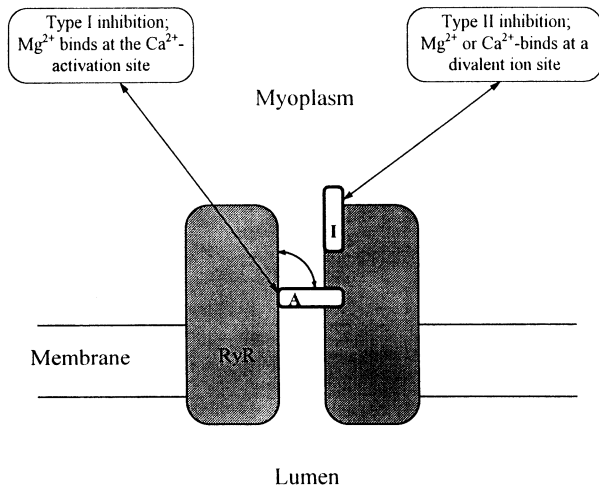 Type I inhibition;
Mg²⁺ binds at the Ca²⁺-
activation site
Type II inhibition;
Mg²⁺ or Ca²⁺-binds at a
divalent ion site
Myoplasm
I
A
Membrane
RyR
Lumen